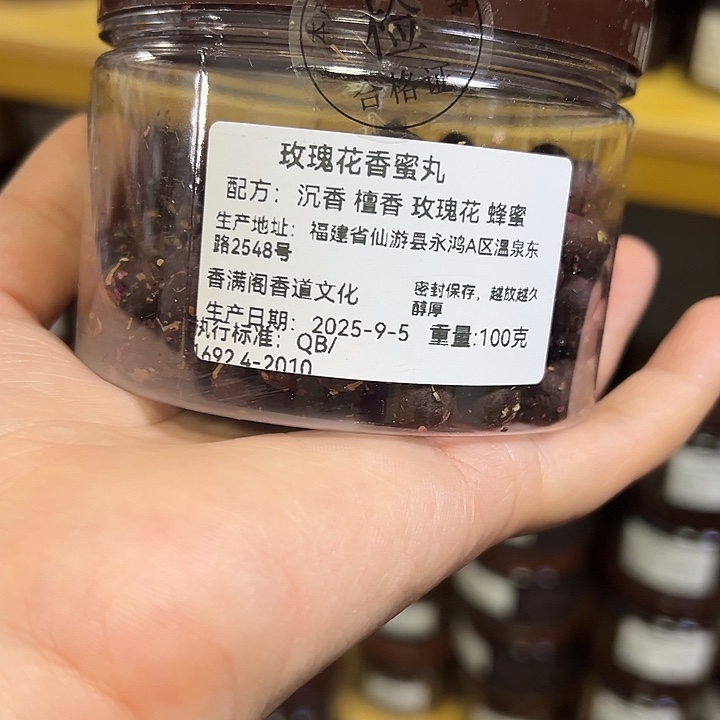 检
合格证
玫瑰花香蜜丸
配方：沉香 檀香 玫瑰花 蜂蜜
生产地址：福建省仙游县永鸿A区温泉东
路2548号
香满阁香道文化
密封保存，越放越久
醇厚
生产日期：2025-9-5
重量:100克
执行标准：QB/
1692.4-2010